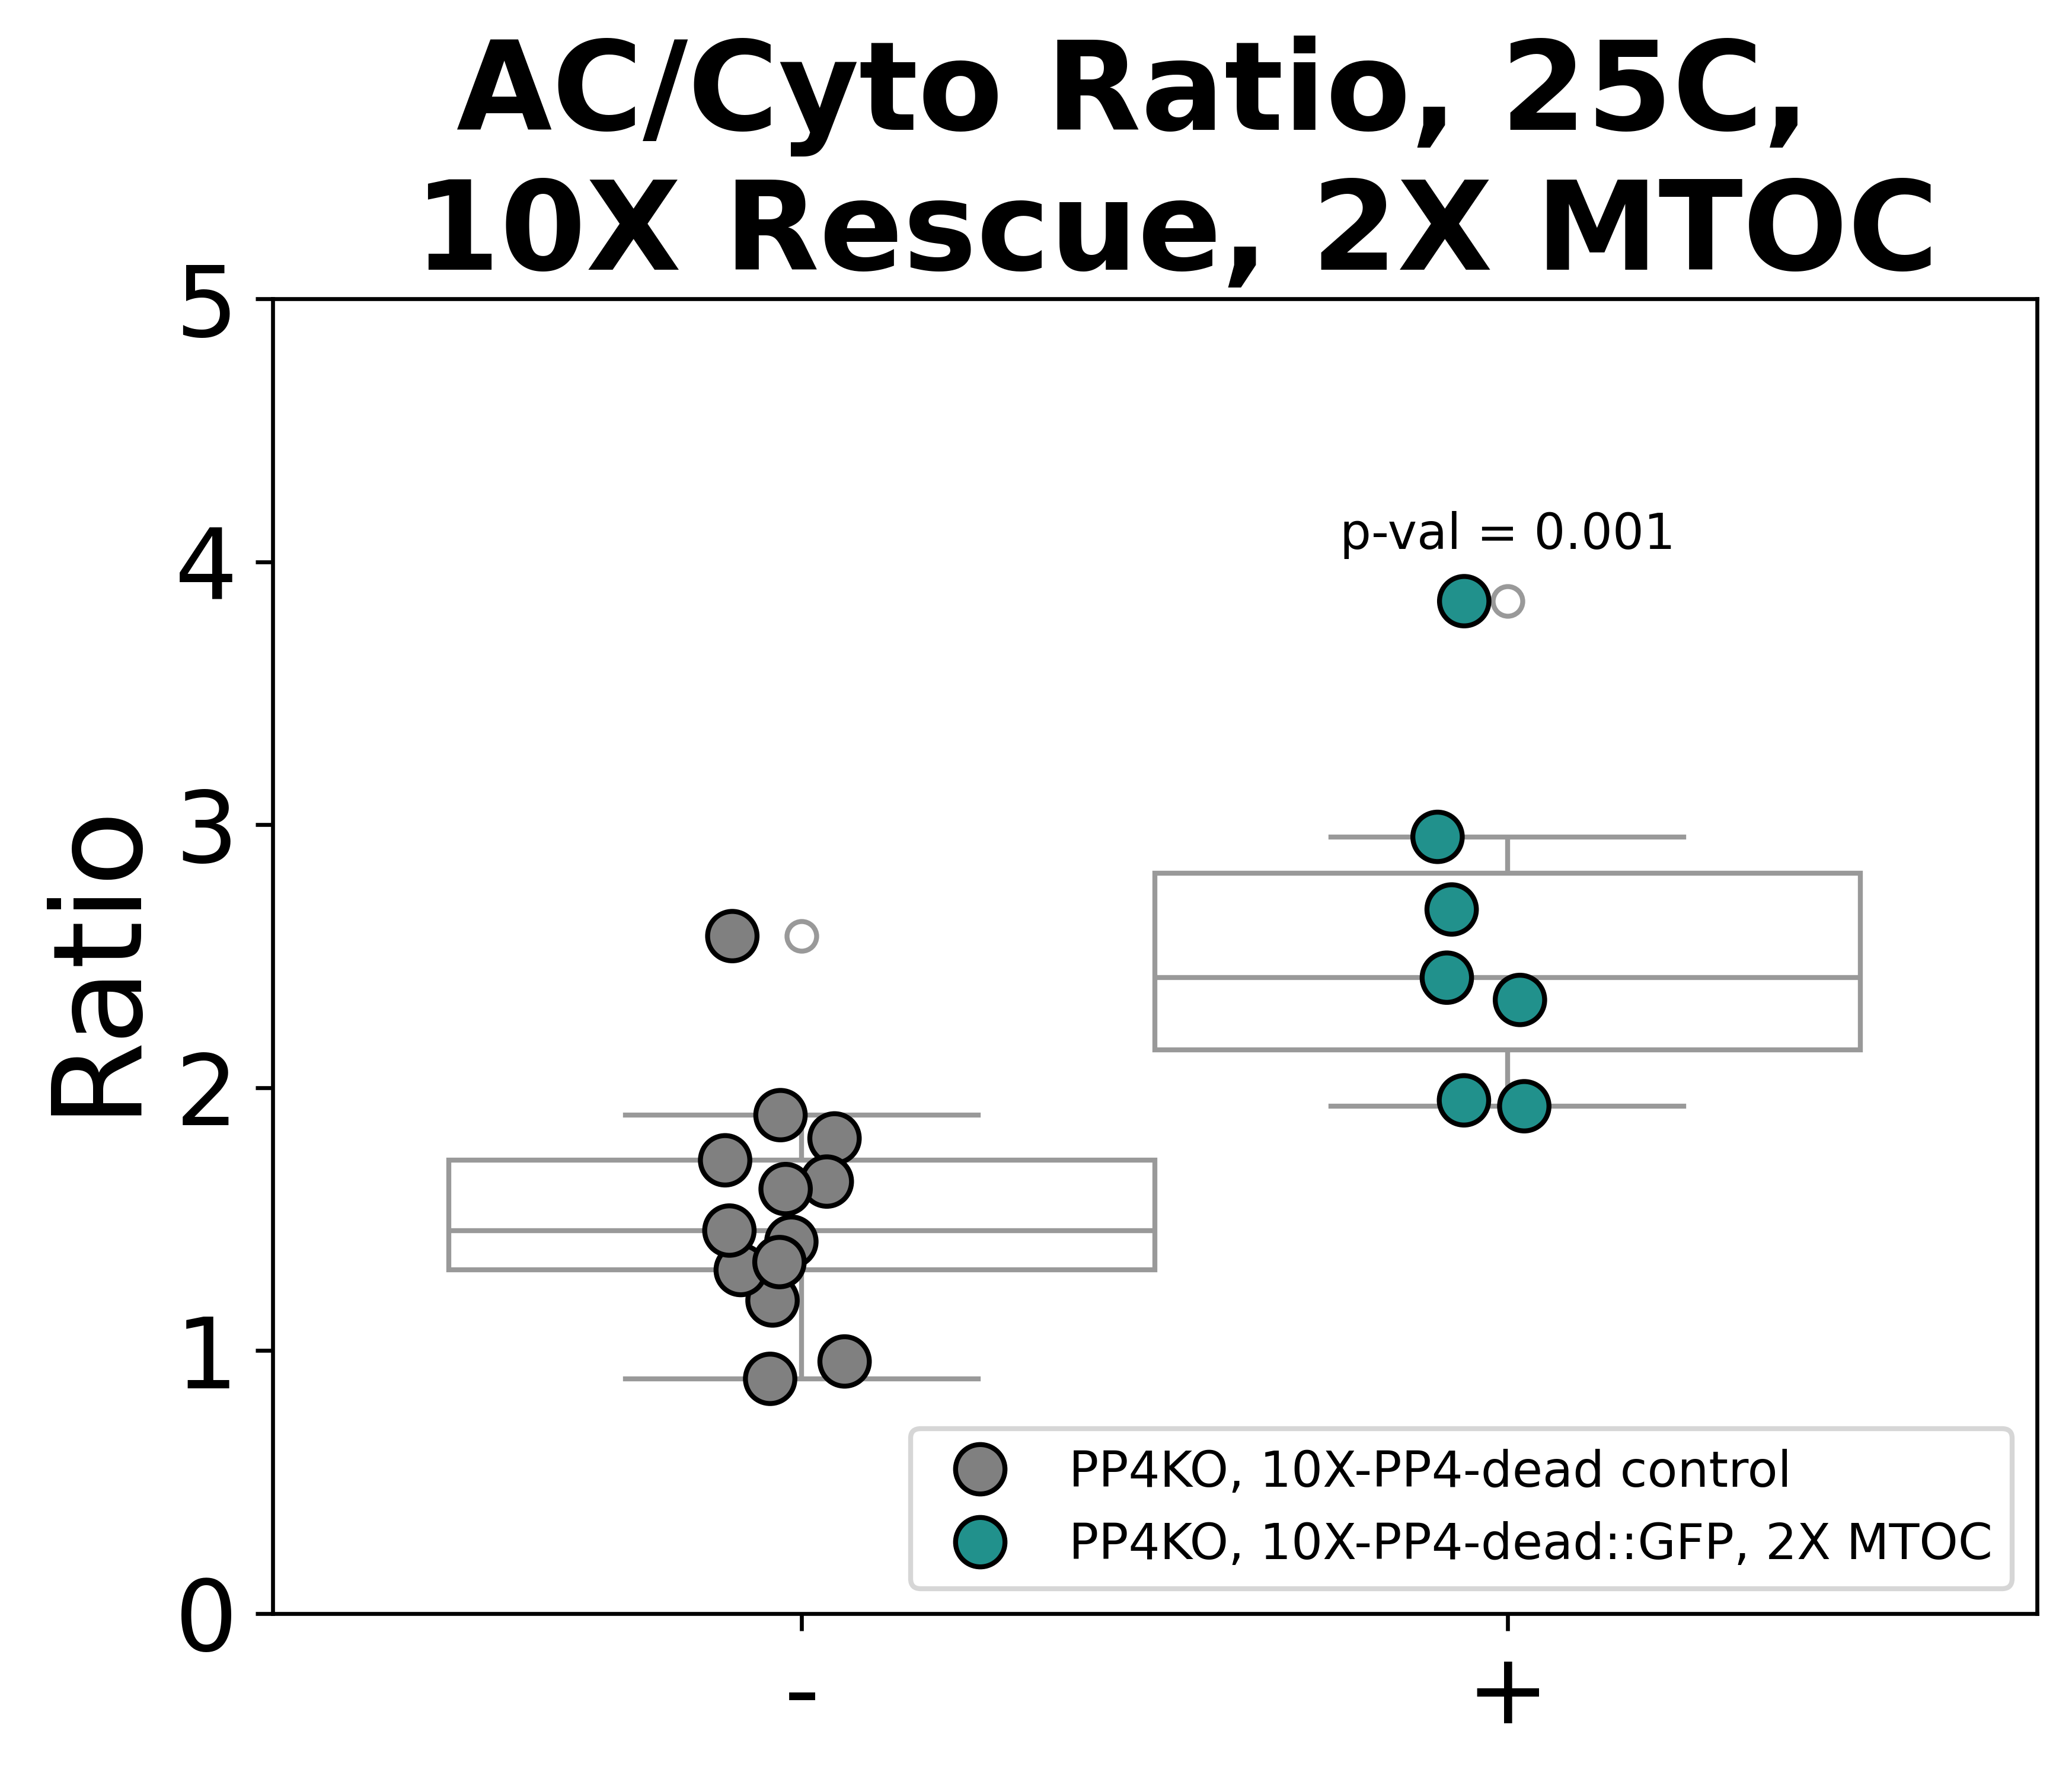 AC/Cyto Ratio, 25C,
10X Rescue, 2X MTOC
Ratio
5
4
3
2
1
0
p-val = 0.001
PP4KO, 10X-PP4-dead control
PP4KO, 10X-PP4-dead::GFP, 2X MTOC
-
+